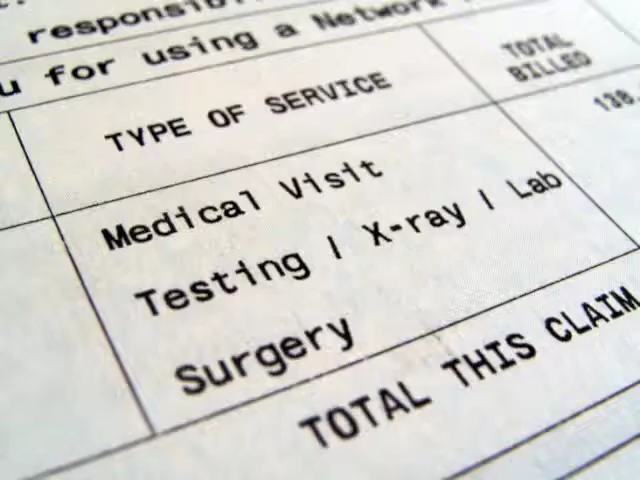 responsib
u for using a Network
TYPE OF SERVICE
TOTAL
BILLED
138.
Medical Visit
Testing / X-ray / Lab
Surgery
TOTAL THIS CLAIM